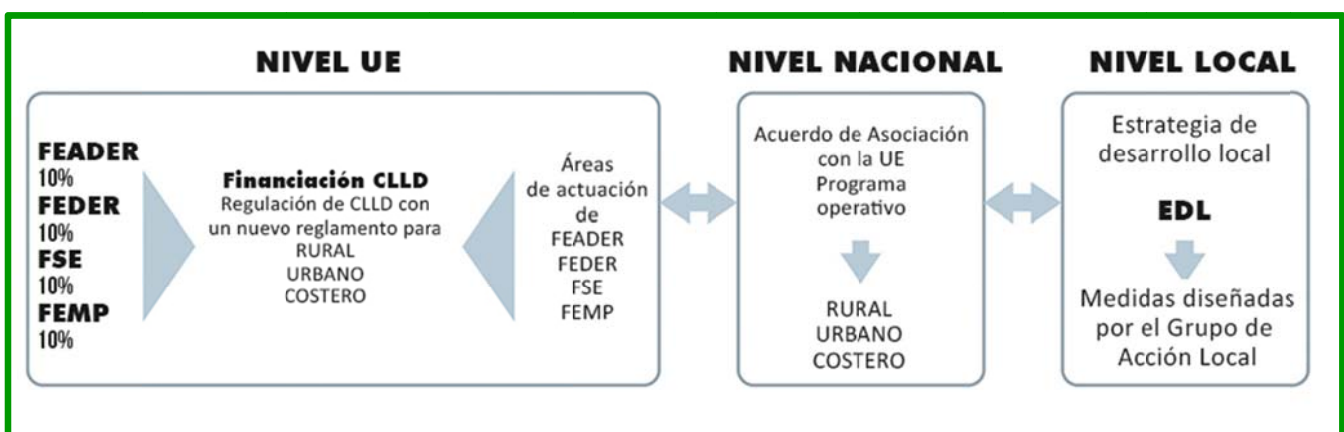 NIVEL UE
FEADER
10%
FEDER
10%
FSE
10%
FEMP
10%
Financiación CLLD
Regulación de CLLD con
un nuevo reglamento para
RURAL
URBANO
COSTERO
Áreas
de actuación
de
FEADER
FEDER
FSE
FEMP
NIVEL NACIONAL
Acuerdo de Asociación
con la UE
Programa
operativo
RURAL
URBANO
COSTERO
NIVEL LOCAL
Estrategia de
desarrollo local
EDL
Medidas diseñadas
por el Grupo de
Acción Local